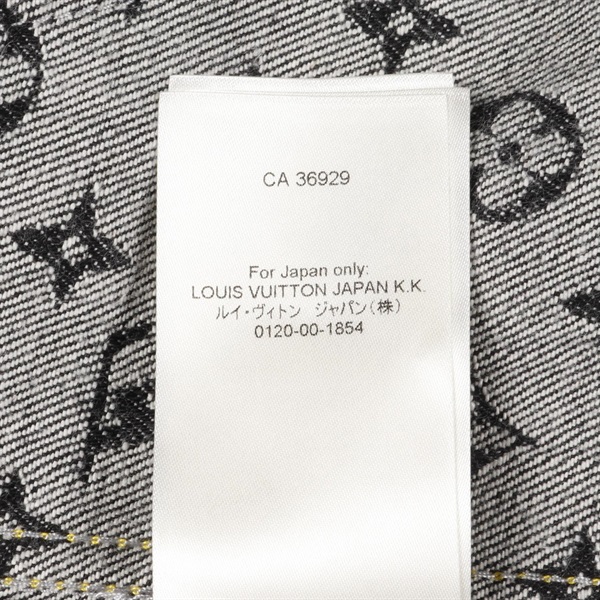 CA 36929
For Japan only:
LOUIS VUITTON JAPAN K.K.
ルイ・ヴィトン　ジャパン（株）
0120-00-1854